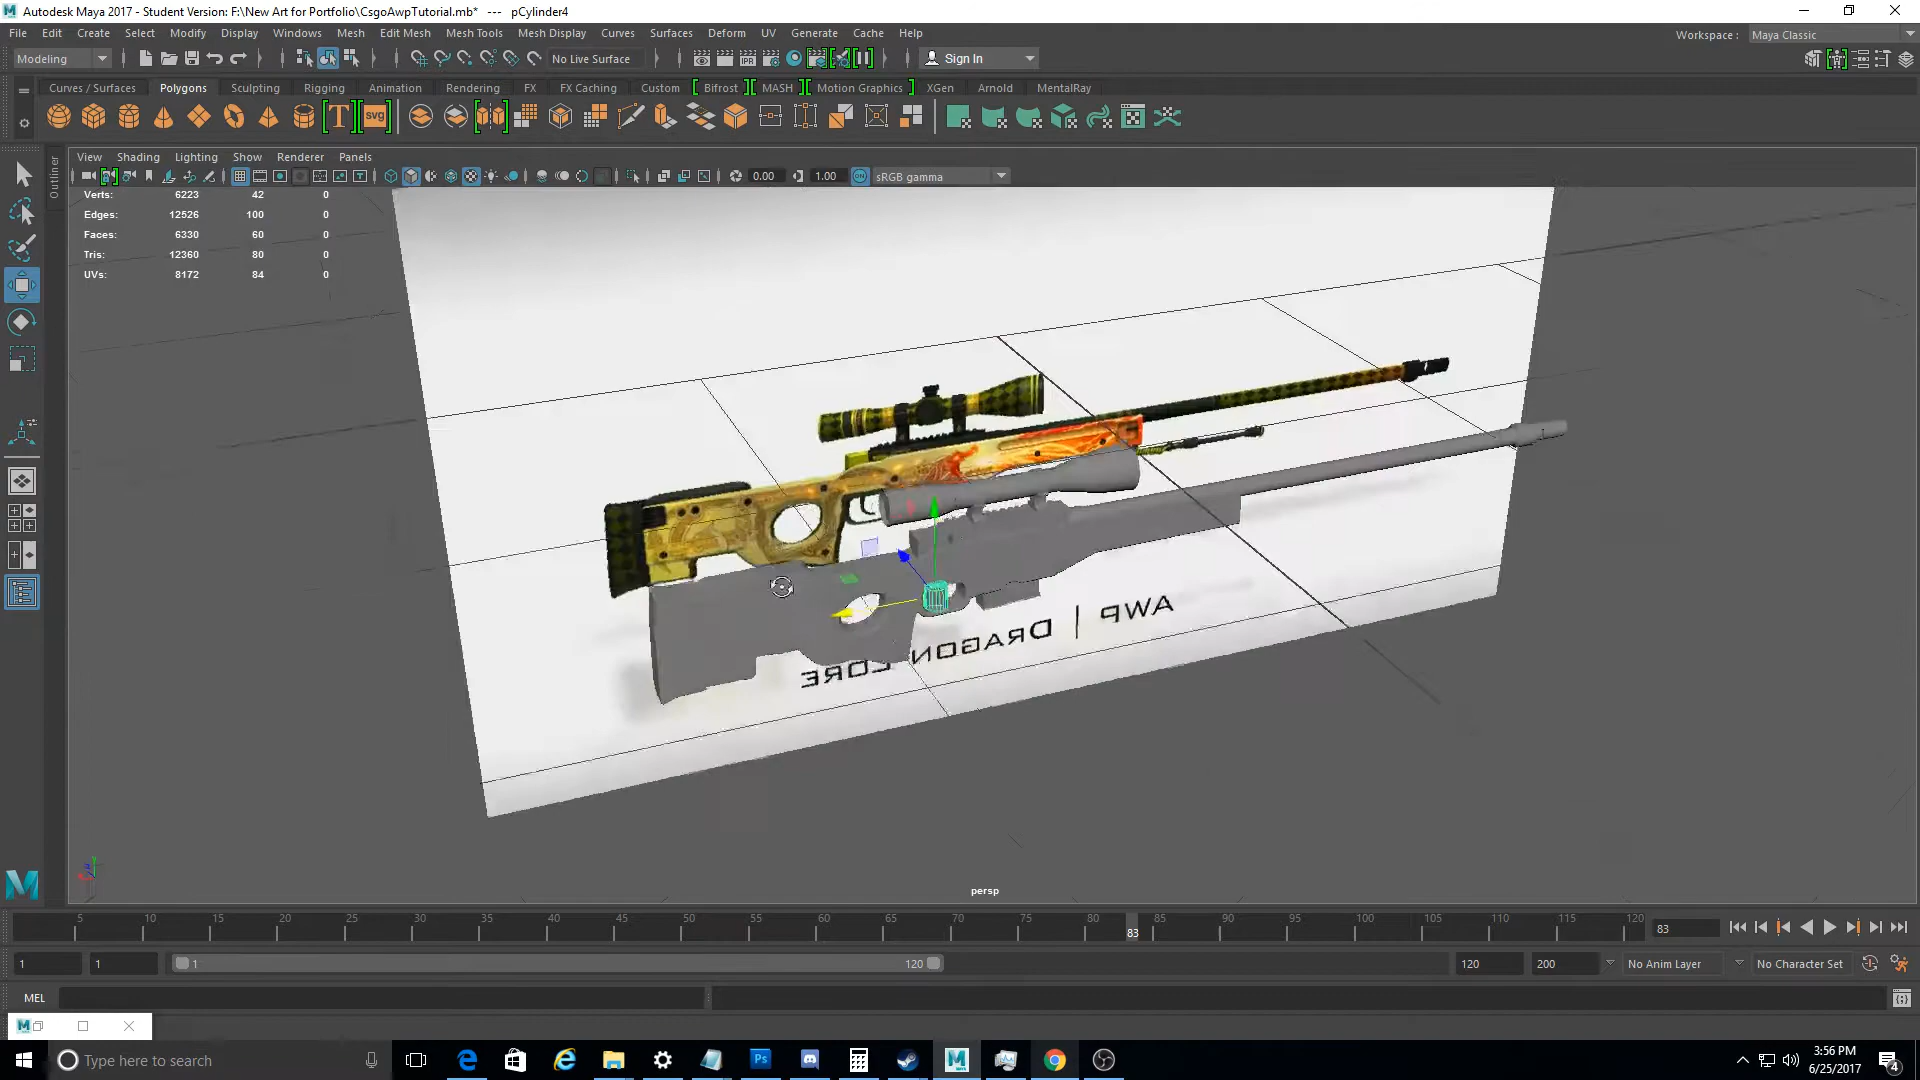 Autodesk Maya 2017 - Student Version: F:\New Art for Portfolio\CsgoAwpTutorial.mb* --- pCylinder4
File Edit Create Select Modify Display Windows Mesh Edit Mesh Mesh Tools Mesh Display Curves Surfaces Deform UV Generate Cache Help
Workspace : Maya Classic
Modeling No Live Surface Sign In
Curves / Surfaces Polygons Sculpting Rigging Animation Rendering FX FX Caching Custom Bifrost MASH Motion Graphics XGen Arnold MentalRay
T SVG
Outliner
View Shading Lighting Show Renderer Panels
0.00 1.00 ON sRGB gamma
Verts: 6223 42 0
Edges: 12526 100 0
Faces: 6330 60 0
Tris: 12360 80 0
UVs: 8172 84 0
AWP | DRAGON LORE
persp
5 10 15 20 25 30 35 40 45 50 55 60 65 70 75 80 85 90 95 100 105 110 115 120
83 83
1 1 1 120 120 200 No Anim Layer No Character Set
MEL
Type here to search
3:56 PM
6/25/2017
4